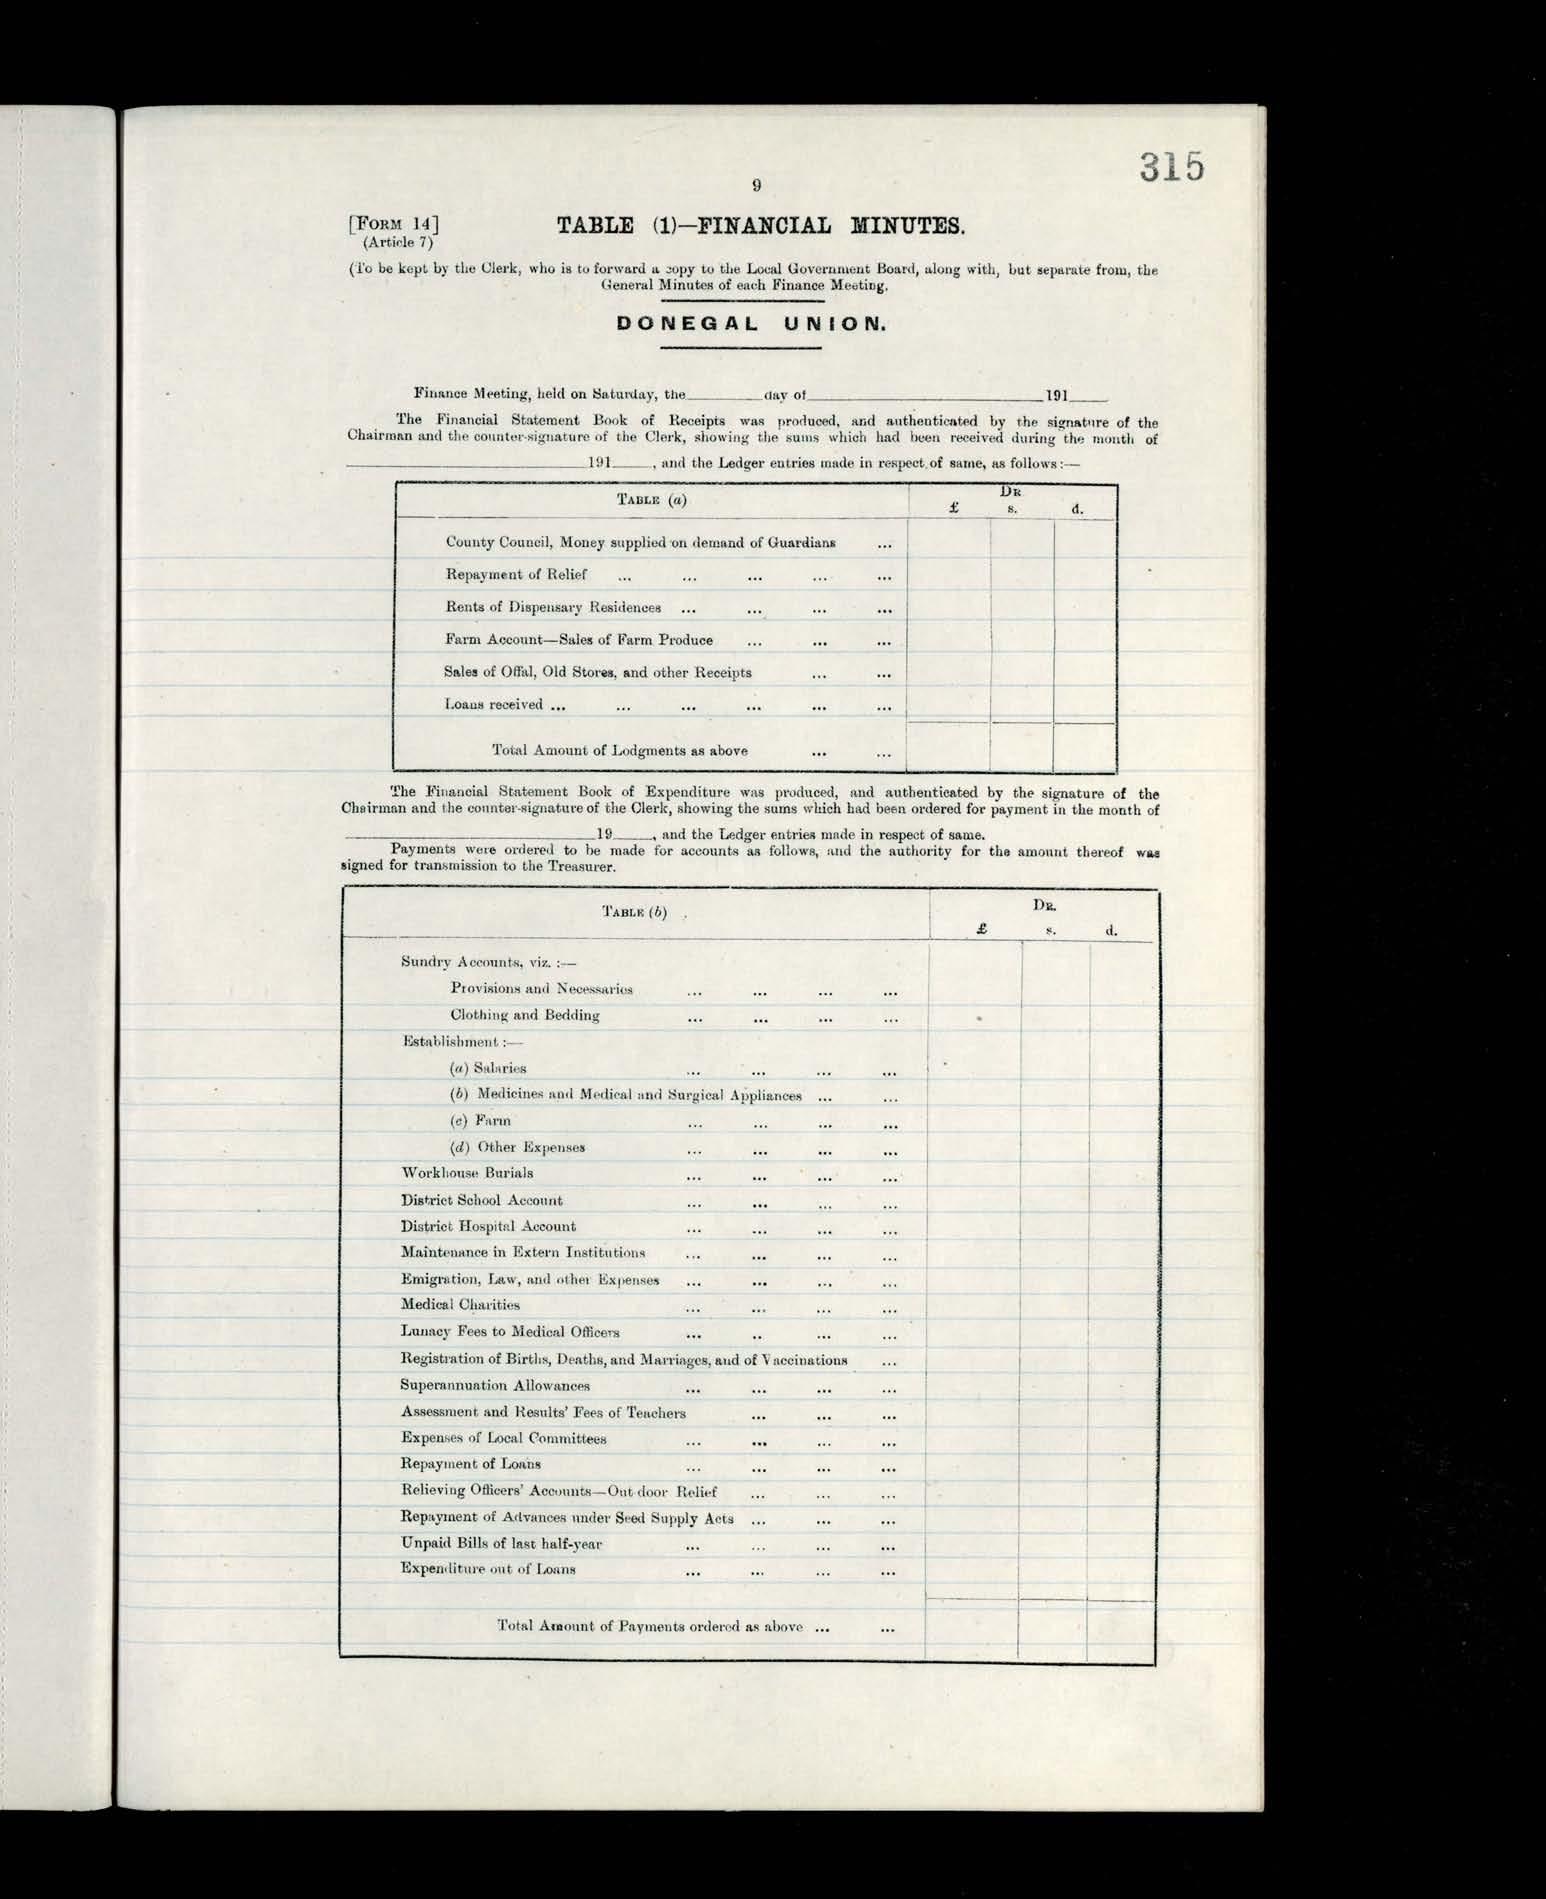 315
9
[FORM 14]
(Article 7)
TABLE (1)—FINANCIAL MINUTES.
(To be kept by the Clerk, who is to forward a copy to the Local Government Board, along with, but separate from, the
General Minutes of each Finance Meeting.
DONEGAL UNION.
Finance Meeting, held on Saturday, the______day of____________________191____
The Financial Statement Book of Receipts was produced, and authenticated by the signature of the
Chairman and the counter-signature of the Clerk, showing the sums which had been received during the month of
____________________191____, and the Ledger entries made in respect of same, as follows:—
TABLE (a)
DR
£ s. d.
County Council, Money supplied on demand of Guardians ...
Repayment of Relief ... ... ... ... ...
Rents of Dispensary Residences ... ... ... ...
Farm Account—Sales of Farm Produce ... ... ...
Sales of Offal, Old Stores, and other Receipts ... ...
Loans received ... ... ... ... ... ...
Total Amount of Lodgments as above ... ...
The Financial Statement Book of Expenditure was produced, and authenticated by the signature of the
Chairman and the counter-signature of the Clerk, showing the sums which had been ordered for payment in the month of
____________________19____, and the Ledger entries made in respect of same.
Payments were ordered to be made for accounts as follows, and the authority for the amount thereof was
signed for transmission to the Treasurer.
TABLE (b)
DR.
£ s. d.
Sundry Accounts, viz. :—
Provisions and Necessaries ... ... ... ...
Clothing and Bedding ... ... ... ...
Establishment :—
(a) Salaries ... ... ... ...
(b) Medicines and Medical and Surgical Appliances ... ...
(c) Farm ... ... ... ...
(d) Other Expenses ... ... ... ...
Workhouse Burials ... ... ... ...
District School Account ... ... ... ...
District Hospital Account ... ... ... ...
Maintenance in Extern Institutions ... ... ... ...
Emigration, Law, and other Expenses ... ... ... ...
Medical Charities ... ... ... ...
Lunacy Fees to Medical Officers ... .. ... ...
Registration of Births, Deaths, and Marriages, and of Vaccinations ...
Superannuation Allowances ... ... ... ...
Assessment and Results' Fees of Teachers ... ... ...
Expenses of Local Committees ... ... ... ...
Repayment of Loans ... ... ... ...
Relieving Officers' Accounts—Out-door Relief ... ... ...
Repayment of Advances under Seed Supply Acts ... ... ...
Unpaid Bills of last half-year ... ... ... ...
Expenditure out of Loans ... ... ... ...
Total Amount of Payments ordered as above ... ...